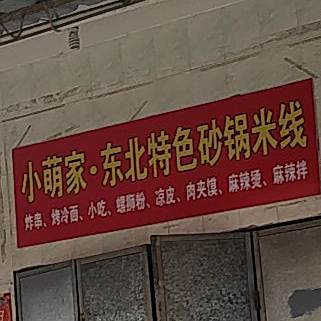 小萌家·东北特色砂锅米线
炸串、烤冷面、小吃、螺狮粉、凉皮、肉夹馍、麻辣烫、麻辣拌